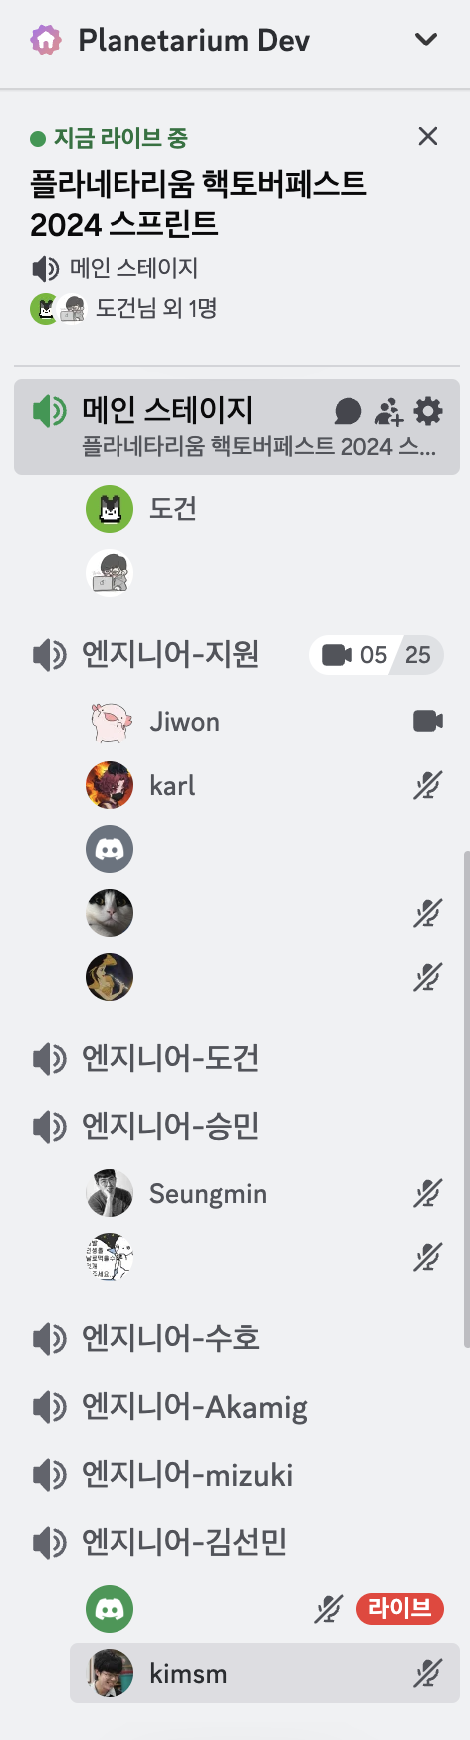 Planetarium Dev
지금 라이브 중
플라네타리움 핵토버페스트
2024 스프린트
메인 스테이지
도건님 외 1명
메인 스테이지
플라네타리움 핵토버페스트 2024 스...
도건
엔지니어-지원 05 25
Jiwon
karl
엔지니어-도건
엔지니어-승민
Seungmin
엔지니어-수호
엔지니어-Akamig
엔지니어-mizuki
엔지니어-김선민
라이브
kimsm